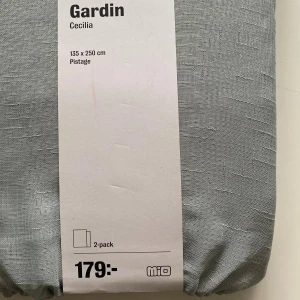 Gardin
Cecilia
135 x 250 cm
Pistage
2-pack
179:-
mio